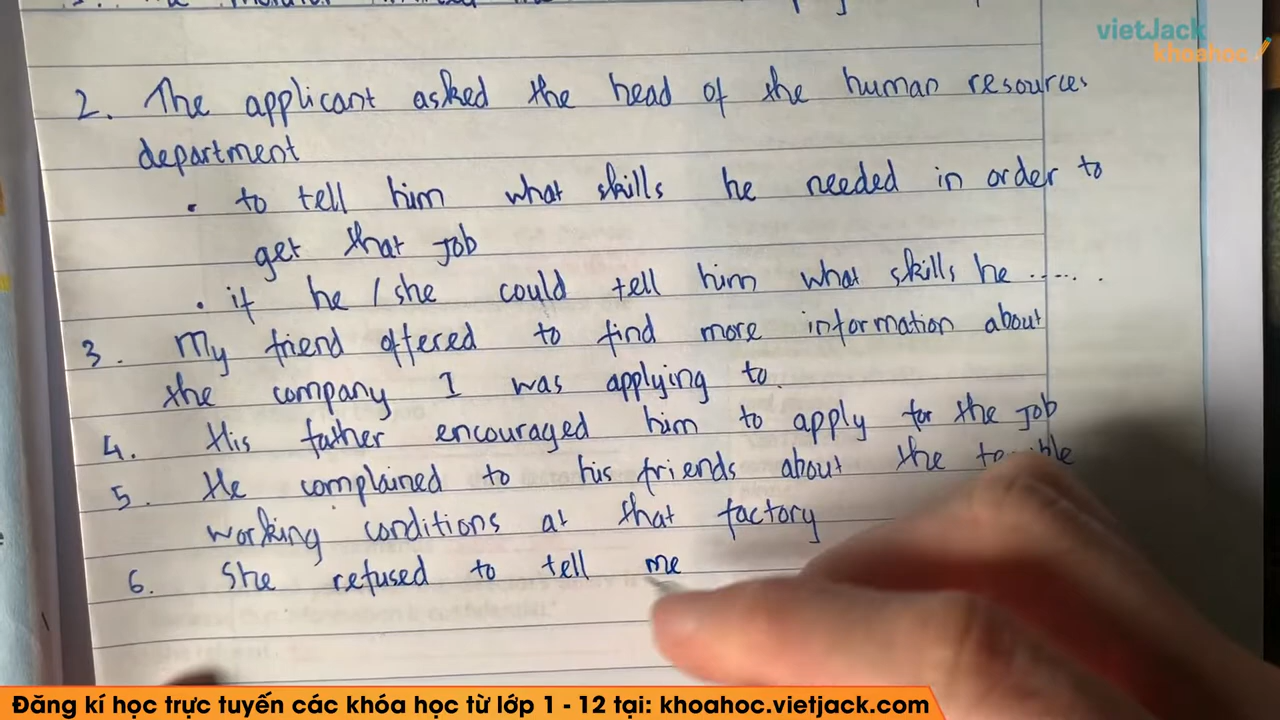 vietJack
khoahoc
2. The applicant asked the head of the human resources
department
• to tell him what skills he needed in order to
get that job
• if he / she could tell him what skills he .....
3. My friend offered to find more information about
the company I was applying to.
4. His father encouraged him to apply for the job
5. He complained to his friends about the
working conditions at that factory
6. She refused to tell me
Đăng kí học trực tuyến các khóa học từ lớp 1 - 12 tại: khoahoc.vietjack.com